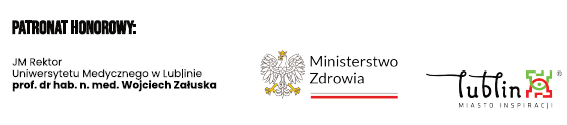 PATRONAT HONOROWY:
JM Rektor
Uniwersytetu Medycznego w Lublinie
prof. dr hab. n. med. Wojciech Załuska
Ministerstwo
Zdrowia
Lublin ®
MIASTO INSPIRACJI